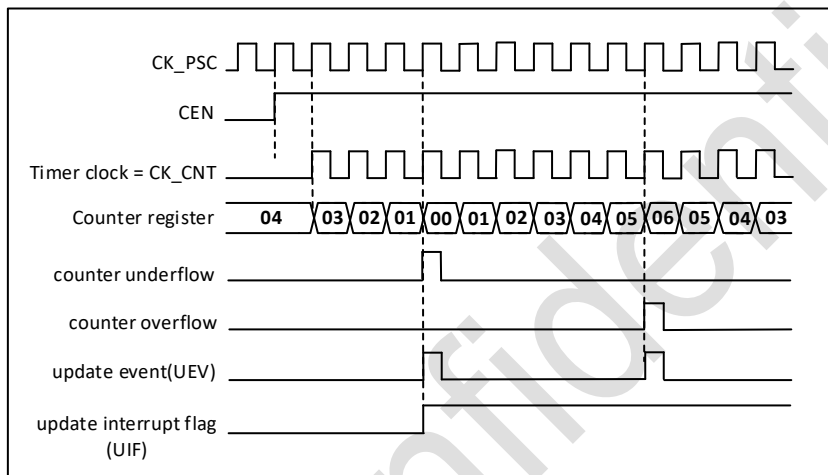 CK_PSC
CEN
Timer clock = CK_CNT
Counter register 04 03 02 01 00 01 02 03 04 05 06 05 04 03
counter underflow
counter overflow
update event(UEV)
update interrupt flag
(UIF)